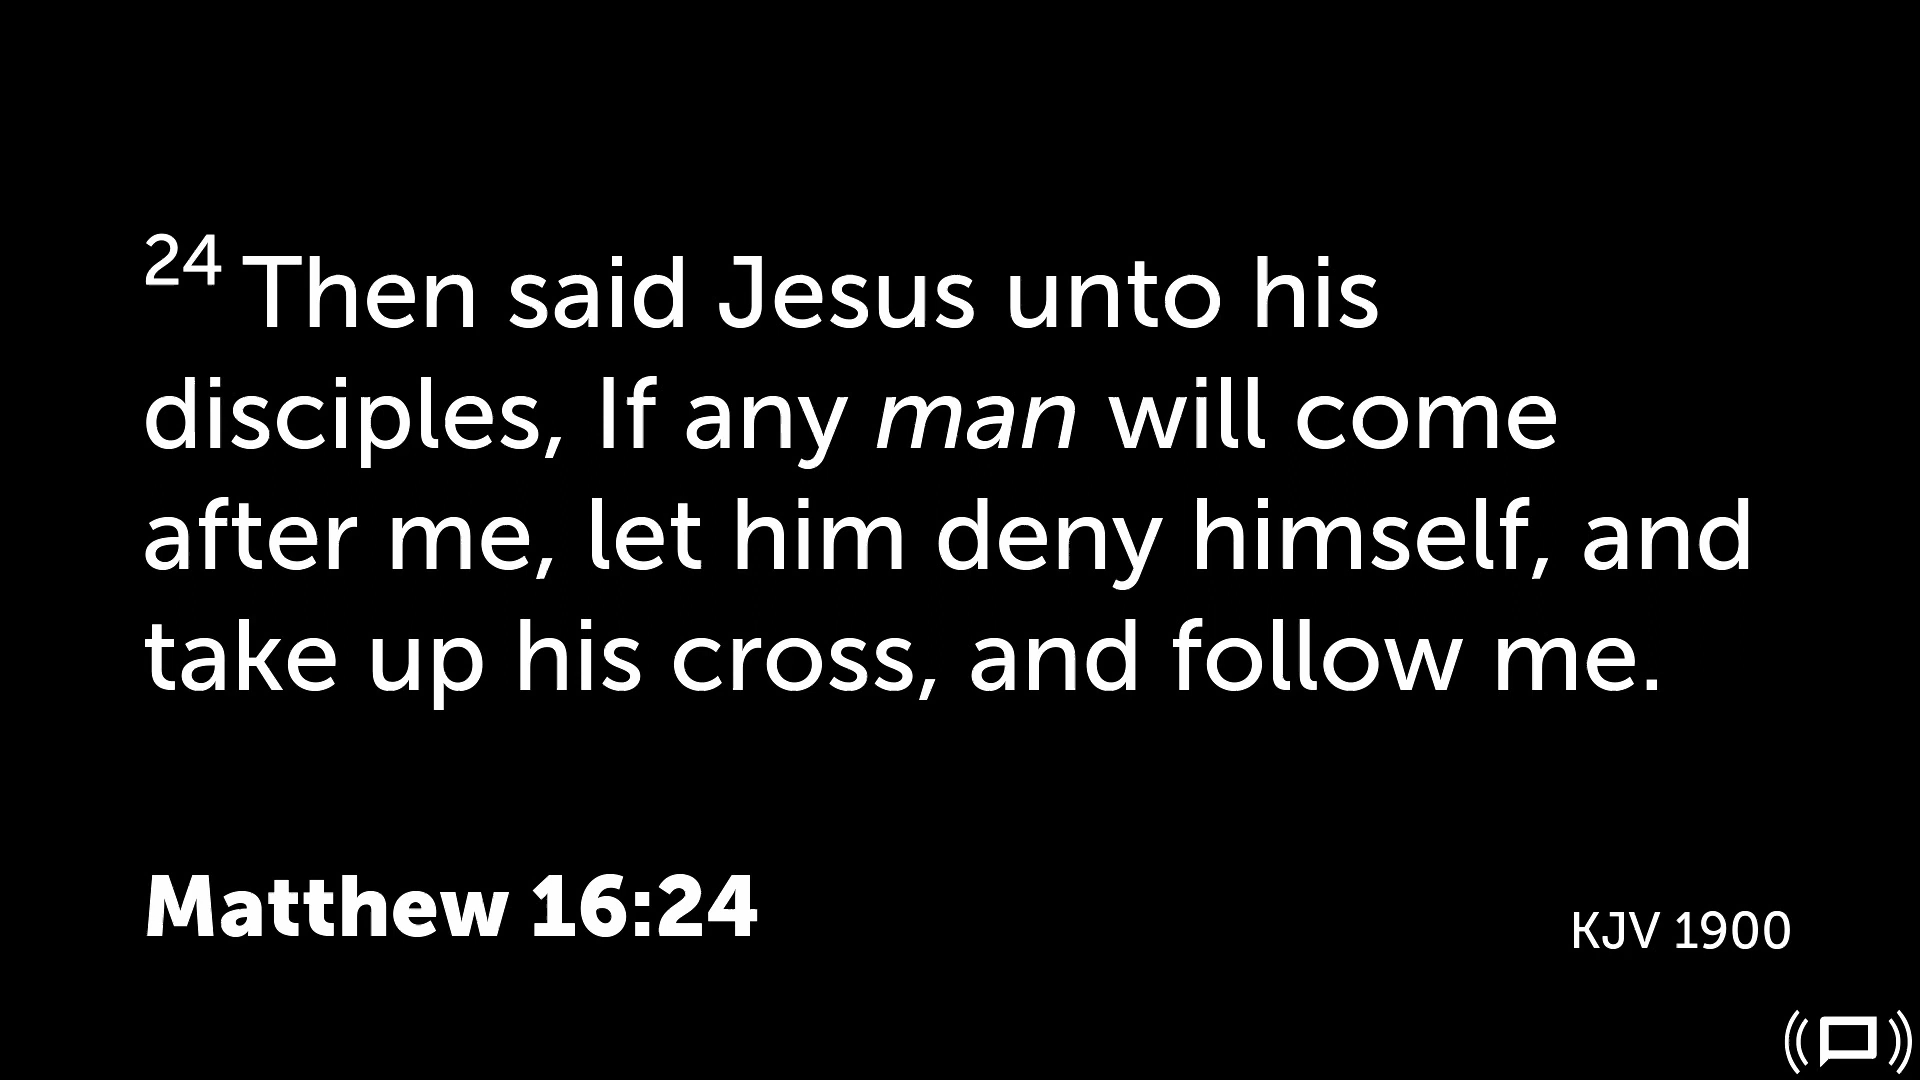 24 Then said Jesus unto his
disciples, If any man will come
after me, let him deny himself, and
take up his cross, and follow me.
Matthew 16:24
KJV 1900